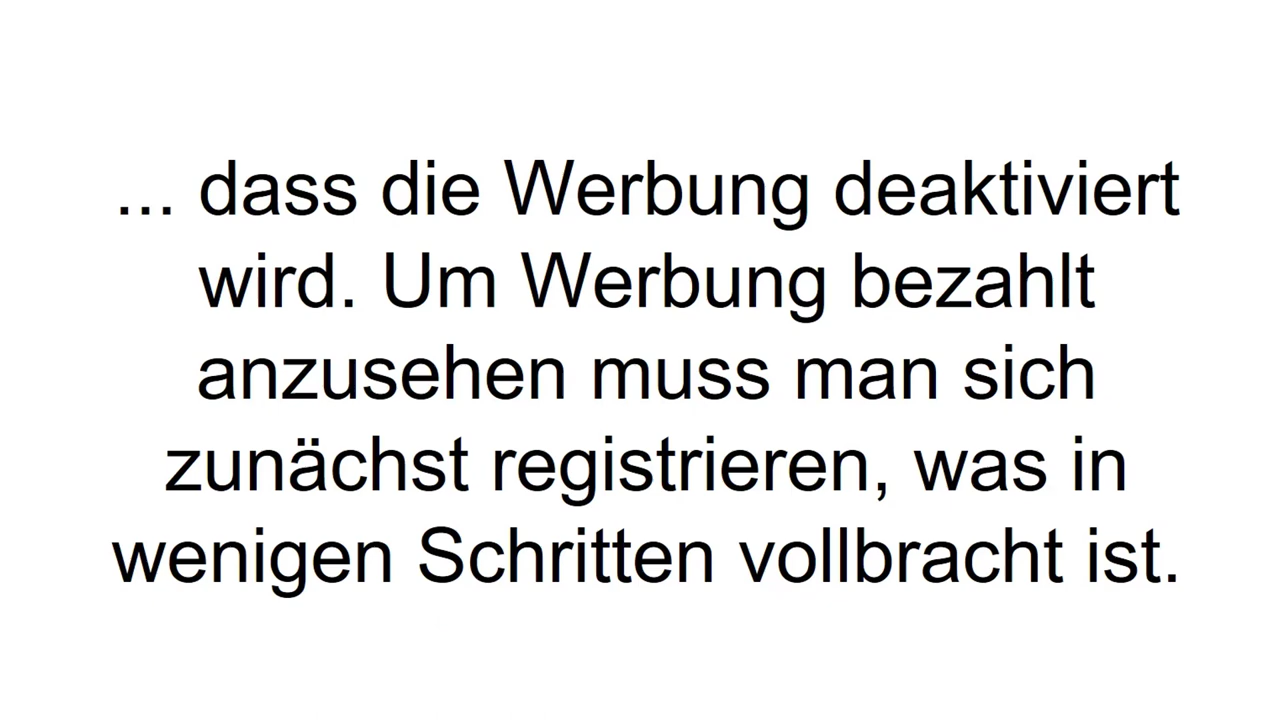 ... dass die Werbung deaktiviert
wird. Um Werbung bezahlt
anzusehen muss man sich
zunächst registrieren, was in
wenigen Schritten vollbracht ist.